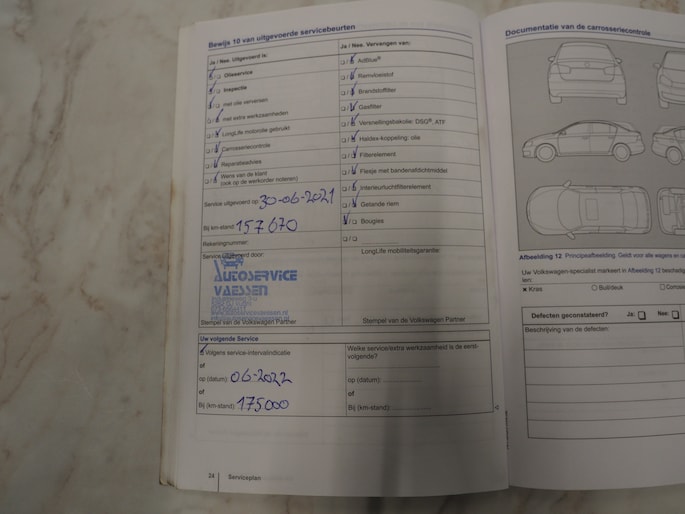 Bewijs 10 van uitgevoerde servicebeurten
Ja / Nee. Uitgevoerd is:
Olieservice
Inspectie
met olie verversen
met extra werkzaamheden
LongLife motorolie gebruikt
Carrosseriecontrole
Reparatieadvies
Wens van de klant
(ook op de werkorder noteren)
Service uitgevoerd op: 30-06-2021
Bij km-stand: 157670
Rekeningnummer:
Service uitgevoerd door:
AUTOSERVICE
VAESSEN
Stempel van de Volkswagen Partner
Ja / Nee. Vervangen van:
AdBlue®
Remvloeistof
Brandstoffilter
Gasfilter
Versnellingsbakolie: DSG®, ATF
Haldex-koppeling: olie
Filterelement
Flesje met bandenafdichtmiddel
Interieurluchtfilterelement
Getande riem
Bougies
LongLife mobiliteitsgarantie:
Stempel van de Volkswagen Partner
Uw volgende Service
Volgens service-intervalindicatie
of
op (datum): 06-2022
of
Bij (km-stand): 175000
Welke service/extra werkzaamheid is de eerst-
volgende?
op (datum):
of
Bij (km-stand):
24 Serviceplan
Documentatie van de carrosseriecontrole
Afbeelding 12 Principeafbeelding: Geldt voor alle wagens en
Uw Volkswagen-specialist markeert in Afbeelding 12
Kras
Buil/deuk
Defecten geconstateerd? Ja: Nee:
Beschrijving van de defecten: